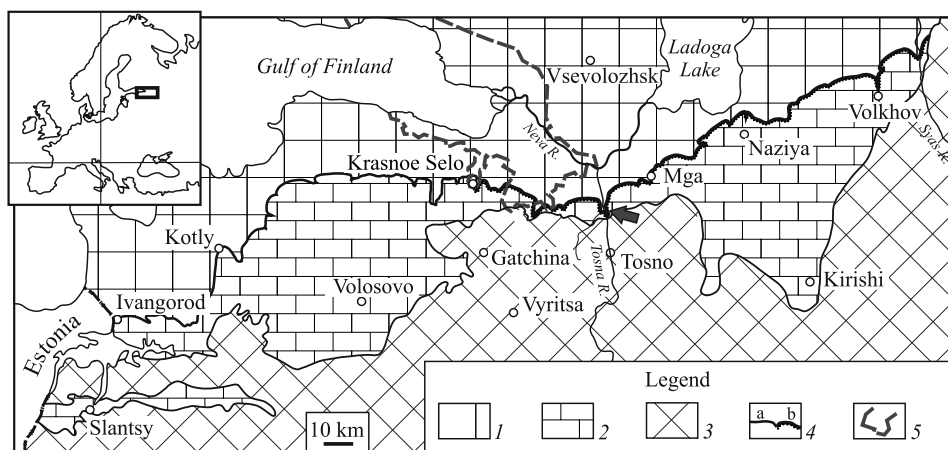 Gulf of Finland
Ladoga
Lake
Vsevolozhsk
Neva R.
Volkhov
Syas R.
Naziya
Krasnoe Selo
Mga
Kotly
Gatchina
Tosna R.
Tosno
Kirishi
Volosovo
Ivangorod
Vyritsa
Estonia
Slantsy
10 km
Legend
1
2
3
a b
4
5